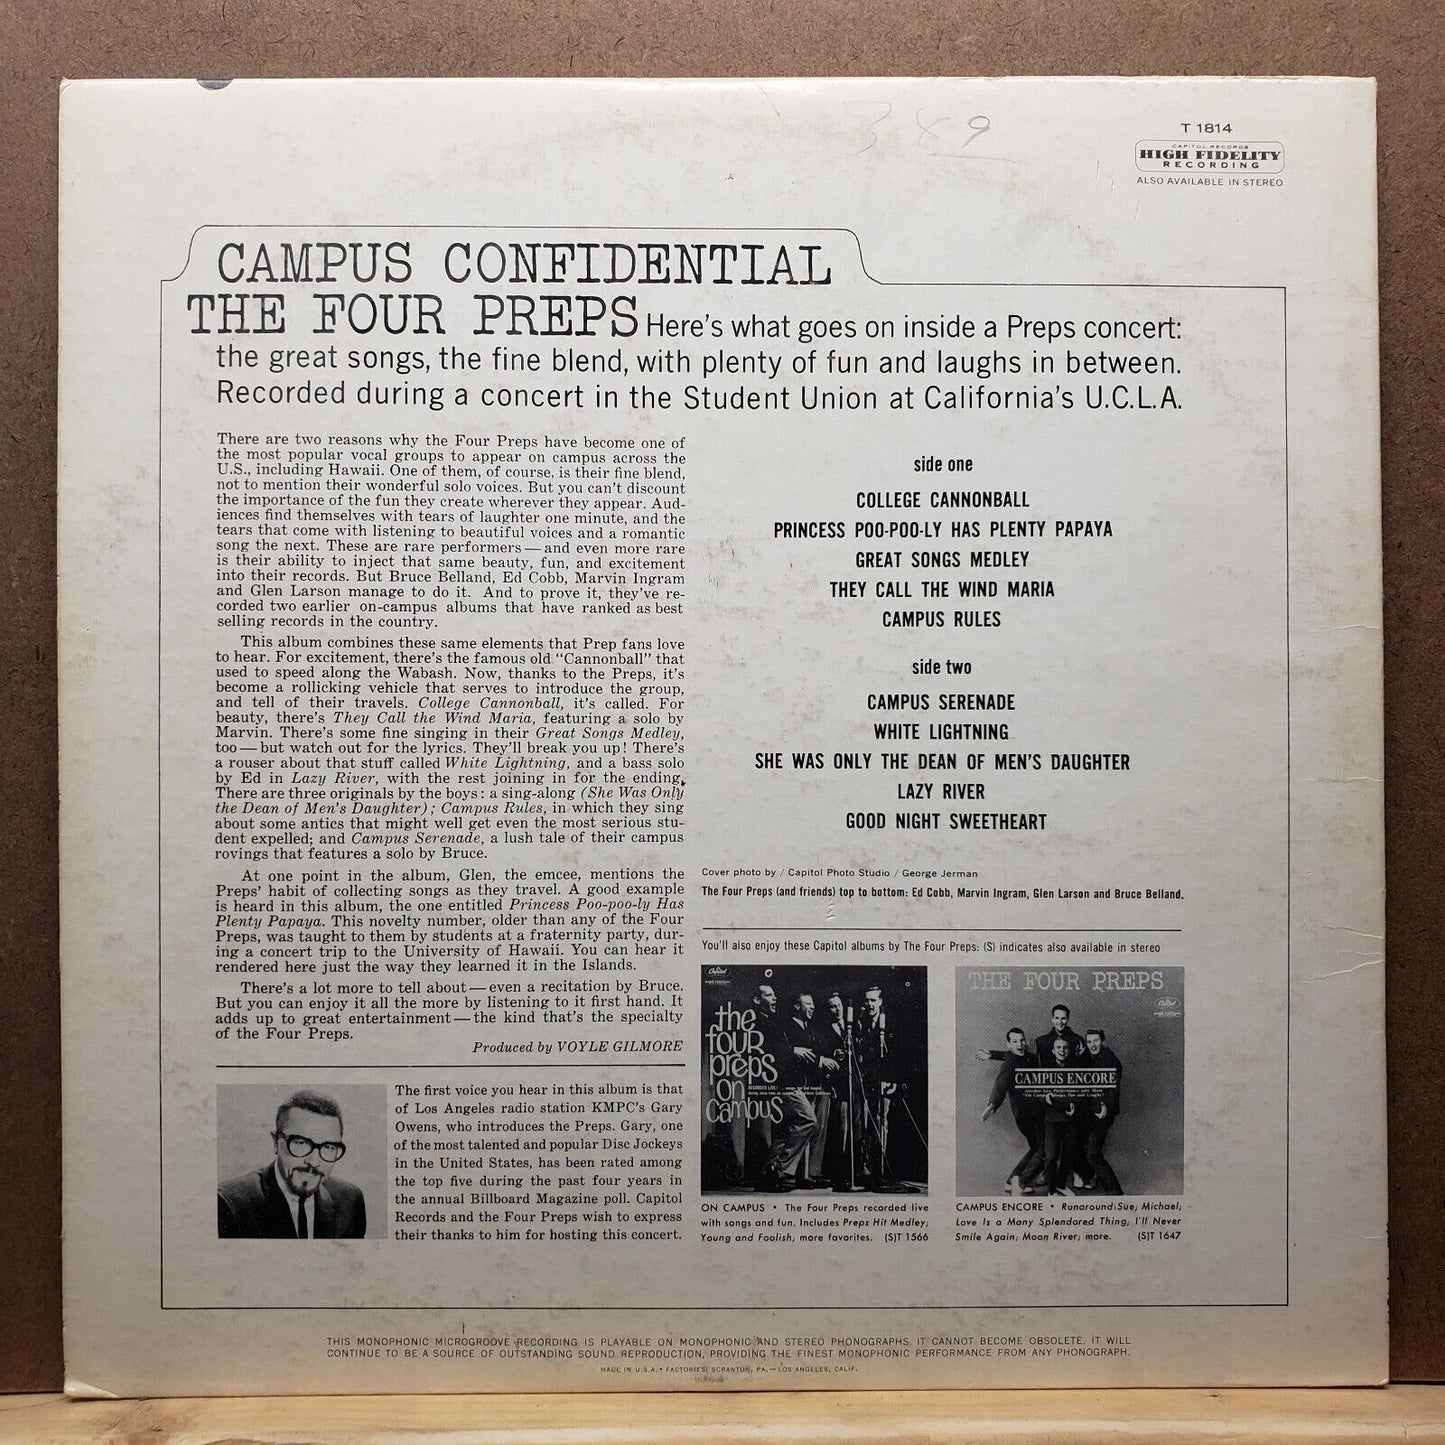 349
T 1814
CAPITOL RECORDS
HIGH FIDELITY
RECORDING
ALSO AVAILABLE IN STEREO
CAMPUS CONFIDENTIAL
THE FOUR PREPS Here's what goes on inside a Preps concert:
the great songs, the fine blend, with plenty of fun and laughs in between.
Recorded during a concert in the Student Union at California's U.C.L.A.
There are two reasons why the Four Preps have become one of
the most popular vocal groups to appear on campus across the
U.S., including Hawaii. One of them, of course, is their fine blend,
not to mention their wonderful solo voices. But you can't discount
the importance of the fun they create wherever they appear. Aud-
iences find themselves with tears of laughter one minute, and the
tears that come with listening to beautiful voices and a romantic
song the next. These are rare performers — and even more rare
is their ability to inject that same beauty, fun, and excitement
into their records. But Bruce Belland, Ed Cobb, Marvin Ingram
and Glen Larson manage to do it. And to prove it, they've re-
corded two earlier on-campus albums that have ranked as best
selling records in the country.
This album combines these same elements that Prep fans love
to hear. For excitement, there's the famous old "Cannonball" that
used to speed along the Wabash. Now, thanks to the Preps, it's
become a rollicking vehicle that serves to introduce the group,
and tell of their travels. College Cannonball, it's called. For
beauty, there's They Call the Wind Maria, featuring a solo by
Marvin. There's some fine singing in their Great Songs Medley,
too — but watch out for the lyrics. They'll break you up! There's
a rouser about that stuff called White Lightning, and a bass solo
by Ed in Lazy River, with the rest joining in for the ending.
There are three originals by the boys: a sing-along (She Was Only
the Dean of Men's Daughter); Campus Rules, in which they sing
about some antics that might well get even the most serious stu-
dent expelled; and Campus Serenade, a lush tale of their campus
rovings that features a solo by Bruce.
At one point in the album, Glen, the emcee, mentions the
Preps' habit of collecting songs as they travel. A good example
is heard in this album, the one entitled Princess Poo-poo-ly Has
Plenty Papaya. This novelty number, older than any of the Four
Preps, was taught to them by students at a fraternity party, dur-
ing a concert trip to the University of Hawaii. You can hear it
rendered here just the way they learned it in the Islands.
There's a lot more to tell about — even a recitation by Bruce.
But you can enjoy it all the more by listening to it first hand. It
adds up to great entertainment — the kind that's the specialty
of the Four Preps.
Produced by VOYLE GILMORE
The first voice you hear in this album is that
of Los Angeles radio station KMPC's Gary
Owens, who introduces the Preps. Gary, one
of the most talented and popular Disc Jockeys
in the United States, has been rated among
the top five during the past four years in
the annual Billboard Magazine poll. Capitol
Records and the Four Preps wish to express
their thanks to him for hosting this concert.
side one
COLLEGE CANNONBALL
PRINCESS POO-POO-LY HAS PLENTY PAPAYA
GREAT SONGS MEDLEY
THEY CALL THE WIND MARIA
CAMPUS RULES
side two
CAMPUS SERENADE
WHITE LIGHTNING
SHE WAS ONLY THE DEAN OF MEN'S DAUGHTER
LAZY RIVER
GOOD NIGHT SWEETHEART
Cover photo by / Capitol Photo Studio / George Jerman
The Four Preps (and friends) top to bottom: Ed Cobb, Marvin Ingram, Glen Larson and Bruce Belland.
You'll also enjoy these Capitol albums by The Four Preps: (S) indicates also available in stereo
Capitol
the
four
preps
on
campus
RECORDED LIVE!
ON CAMPUS • The Four Preps recorded live
with songs and fun. Includes Preps Hit Medley;
Young and Foolish; more favorites. (S)T 1566
THE FOUR PREPS
Capitol
CAMPUS ENCORE
CAMPUS ENCORE • Runaround Sue; Michael;
Love Is a Many Splendored Thing; I'll Never
Smile Again; Moon River; more. (S)T 1647
THIS MONOPHONIC MICROGROOVE RECORDING IS PLAYABLE ON MONOPHONIC AND STEREO PHONOGRAPHS. IT CANNOT BECOME OBSOLETE. IT WILL
CONTINUE TO BE A SOURCE OF OUTSTANDING SOUND REPRODUCTION, PROVIDING THE FINEST MONOPHONIC PERFORMANCE FROM ANY PHONOGRAPH.
MADE IN U.S.A. • FACTORIES: SCRANTON, PA. — LOS ANGELES, CALIF.